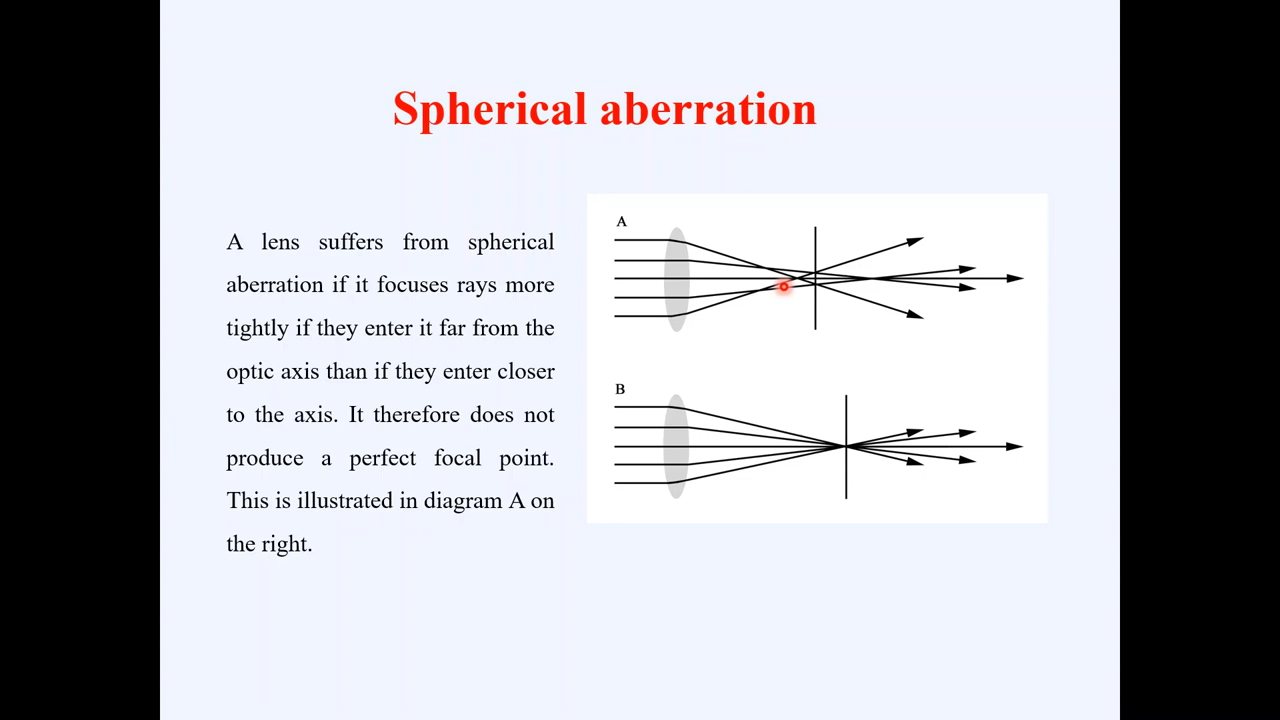 Spherical aberration
A lens suffers from spherical
aberration if it focuses rays more
tightly if they enter it far from the
optic axis than if they enter closer
to the axis. It therefore does not
produce a perfect focal point.
This is illustrated in diagram A on
the right.
A
B